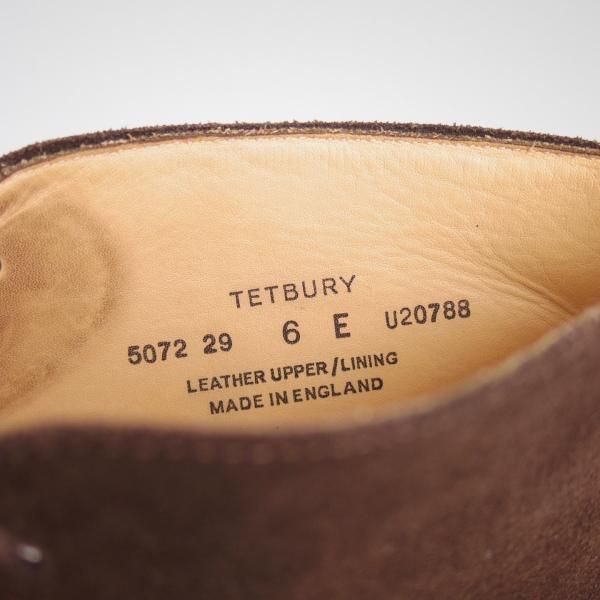 TETBURY
5072 29 6 E U20788
LEATHER UPPER/LINING
MADE IN ENGLAND